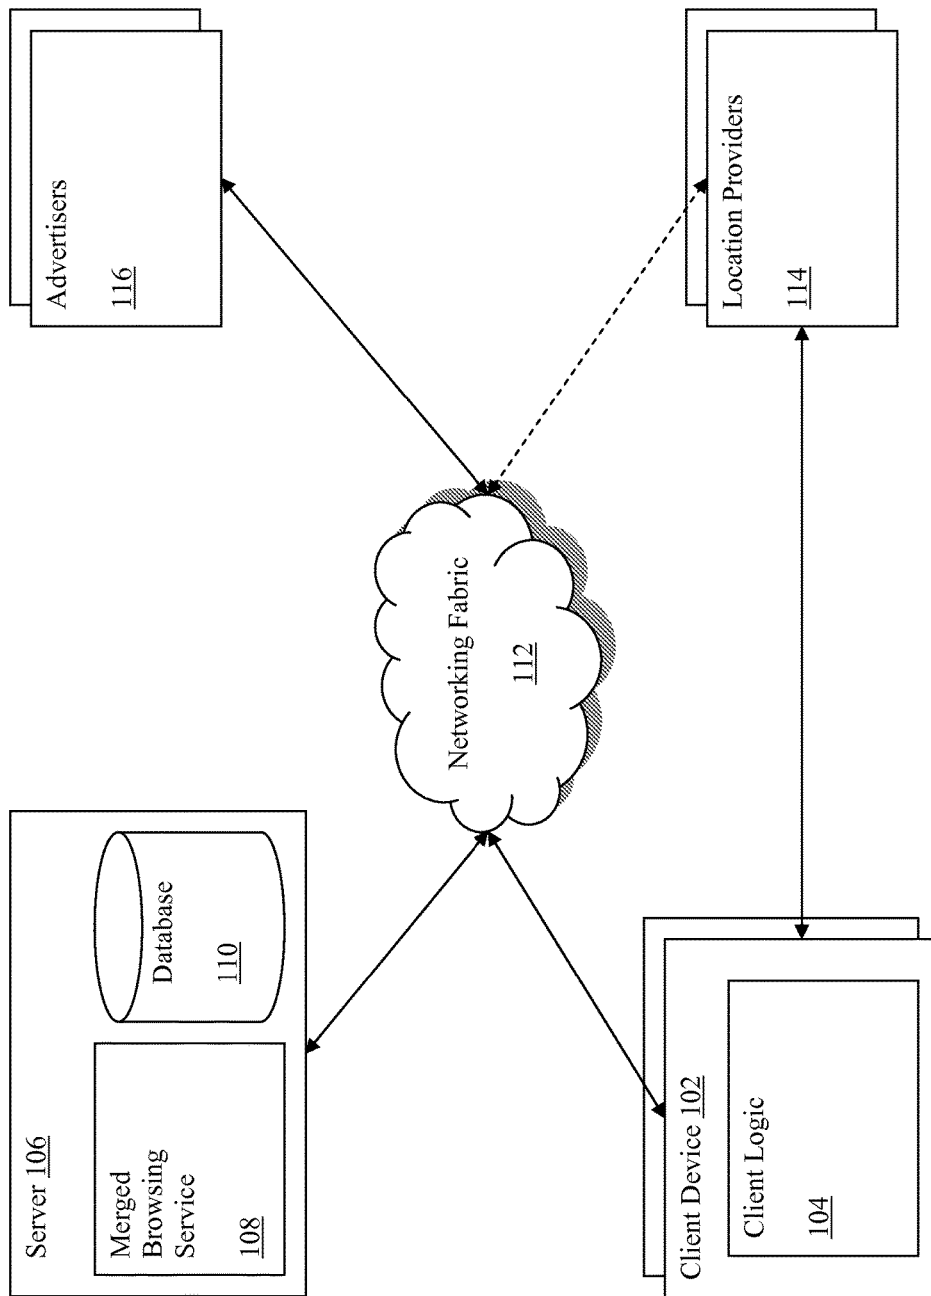 Server 106
Merged
Browsing
Service
108
Database
110
Advertisers
116
Networking Fabric
112
Client Device 102
Client Logic
104
Location Providers
114